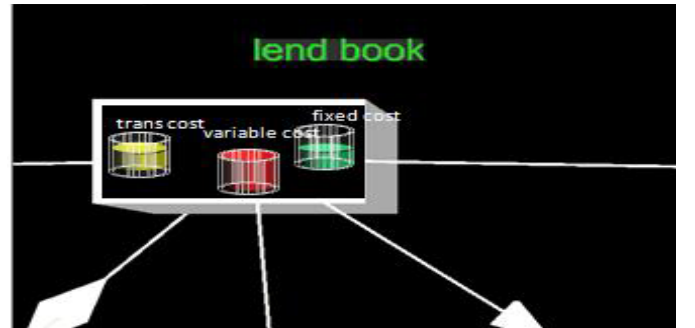 lend book
trans cost
variable cost
fixed cost